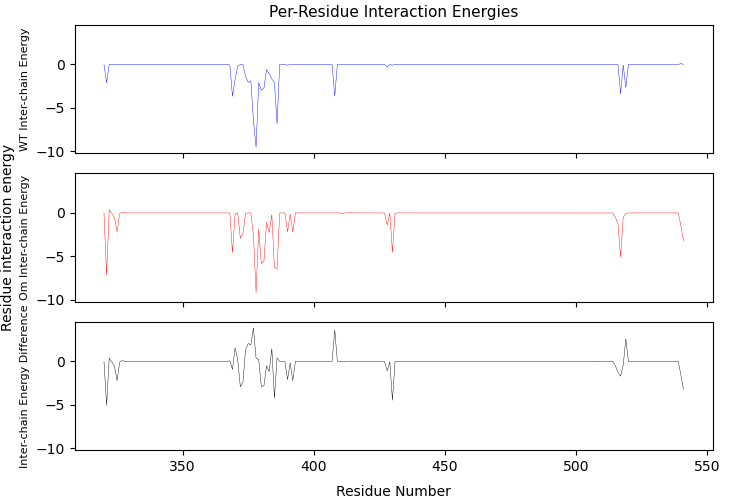 Per-Residue Interaction Energies
Residue interaction energy
WT Inter-chain Energy
0
−5
−10
Om Inter-chain Energy
0
−5
−10
Inter-chain Energy Difference
0
−5
−10
350
400
450
500
550
Residue Number